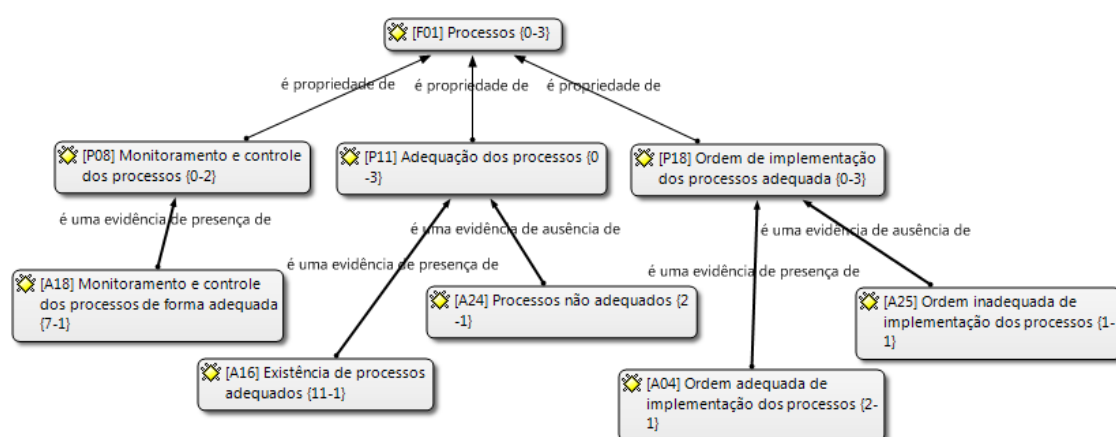 [F01] Processos {0-3}
é propriedade de
é propriedade de
é propriedade de
[P08] Monitoramento e controle
dos processos {0-2}
[P11] Adequação dos processos {0
-3}
[P18] Ordem de implementação
dos processos adequada {0-3}
é uma evidência de presença de
é uma evidência de ausência de
é uma evidência de ausência de
é uma evidência de presença de
é uma evidência de presença de
[A18] Monitoramento e controle
dos processos de forma adequada
{7-1}
[A24] Processos não adequados {2
-1}
[A25] Ordem inadequada de
implementação dos processos {1-
1}
[A16] Existência de processos
adequados {11-1}
[A04] Ordem adequada de
implementação dos processos {2-
1}